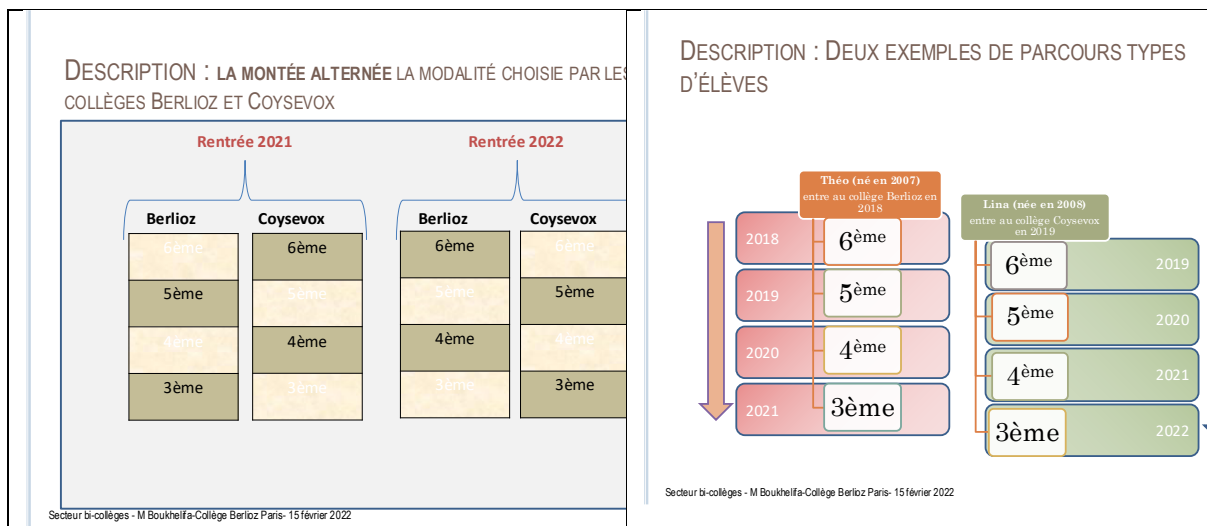 DESCRIPTION : LA MONTÉE ALTERNÉE LA MODALITÉ CHOISIE PAR LES
COLLÈGES BERLIOZ ET COYSEVOX
Rentrée 2021
Rentrée 2022
Berlioz
Coysevox
Berlioz
Coysevox
6ème
6ème
6ème
6ème
5ème
5ème
5ème
5ème
4ème
4ème
4ème
4ème
3ème
3ème
3ème
3ème
Secteur bi-collèges - M Boukhelifa-Collège Berlioz Paris- 15 février 2022
DESCRIPTION : DEUX EXEMPLES DE PARCOURS TYPES
D'ÉLÈVES
Théo (né en 2007)
entre au collège Berlioz en
2018
2018
6ème
2019
5ème
2020
4ème
2021
3ème
Lina (née en 2008)
entre au collège Coysevox
en 2019
6ème
2019
5ème
2020
4ème
2021
3ème
2022
Secteur bi-collèges - M Boukhelifa-Collège Berlioz Paris- 15 février 2022